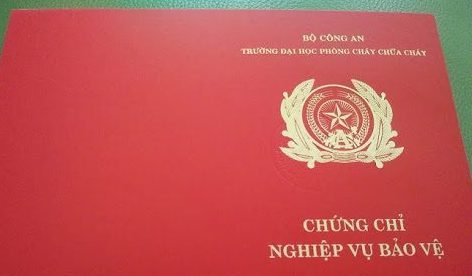 BỘ CÔNG AN
TRƯỜNG ĐẠI HỌC PHÒNG CHÁY CHỮA CHÁY
CHỨNG CHỈ
NGHIỆP VỤ BẢO VỆ